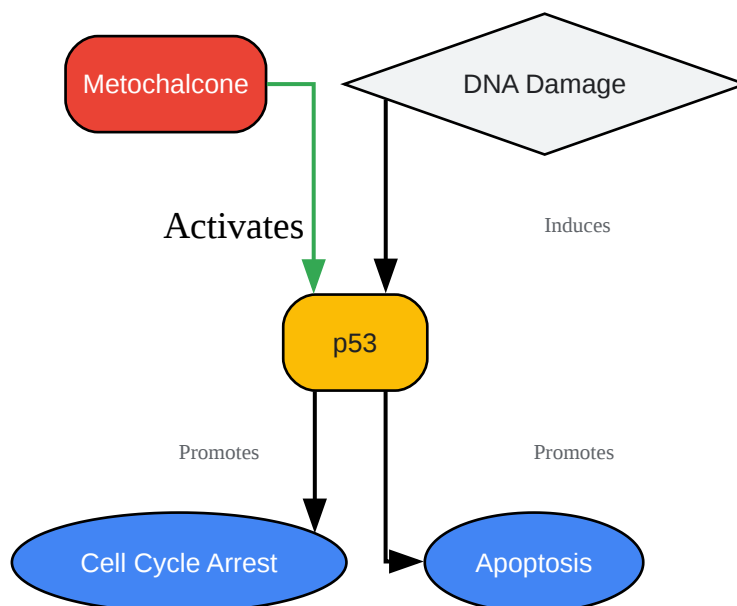 Metochalcone
DNA Damage
Activates
Induces
p53
Promotes
Promotes
Cell Cycle Arrest
Apoptosis